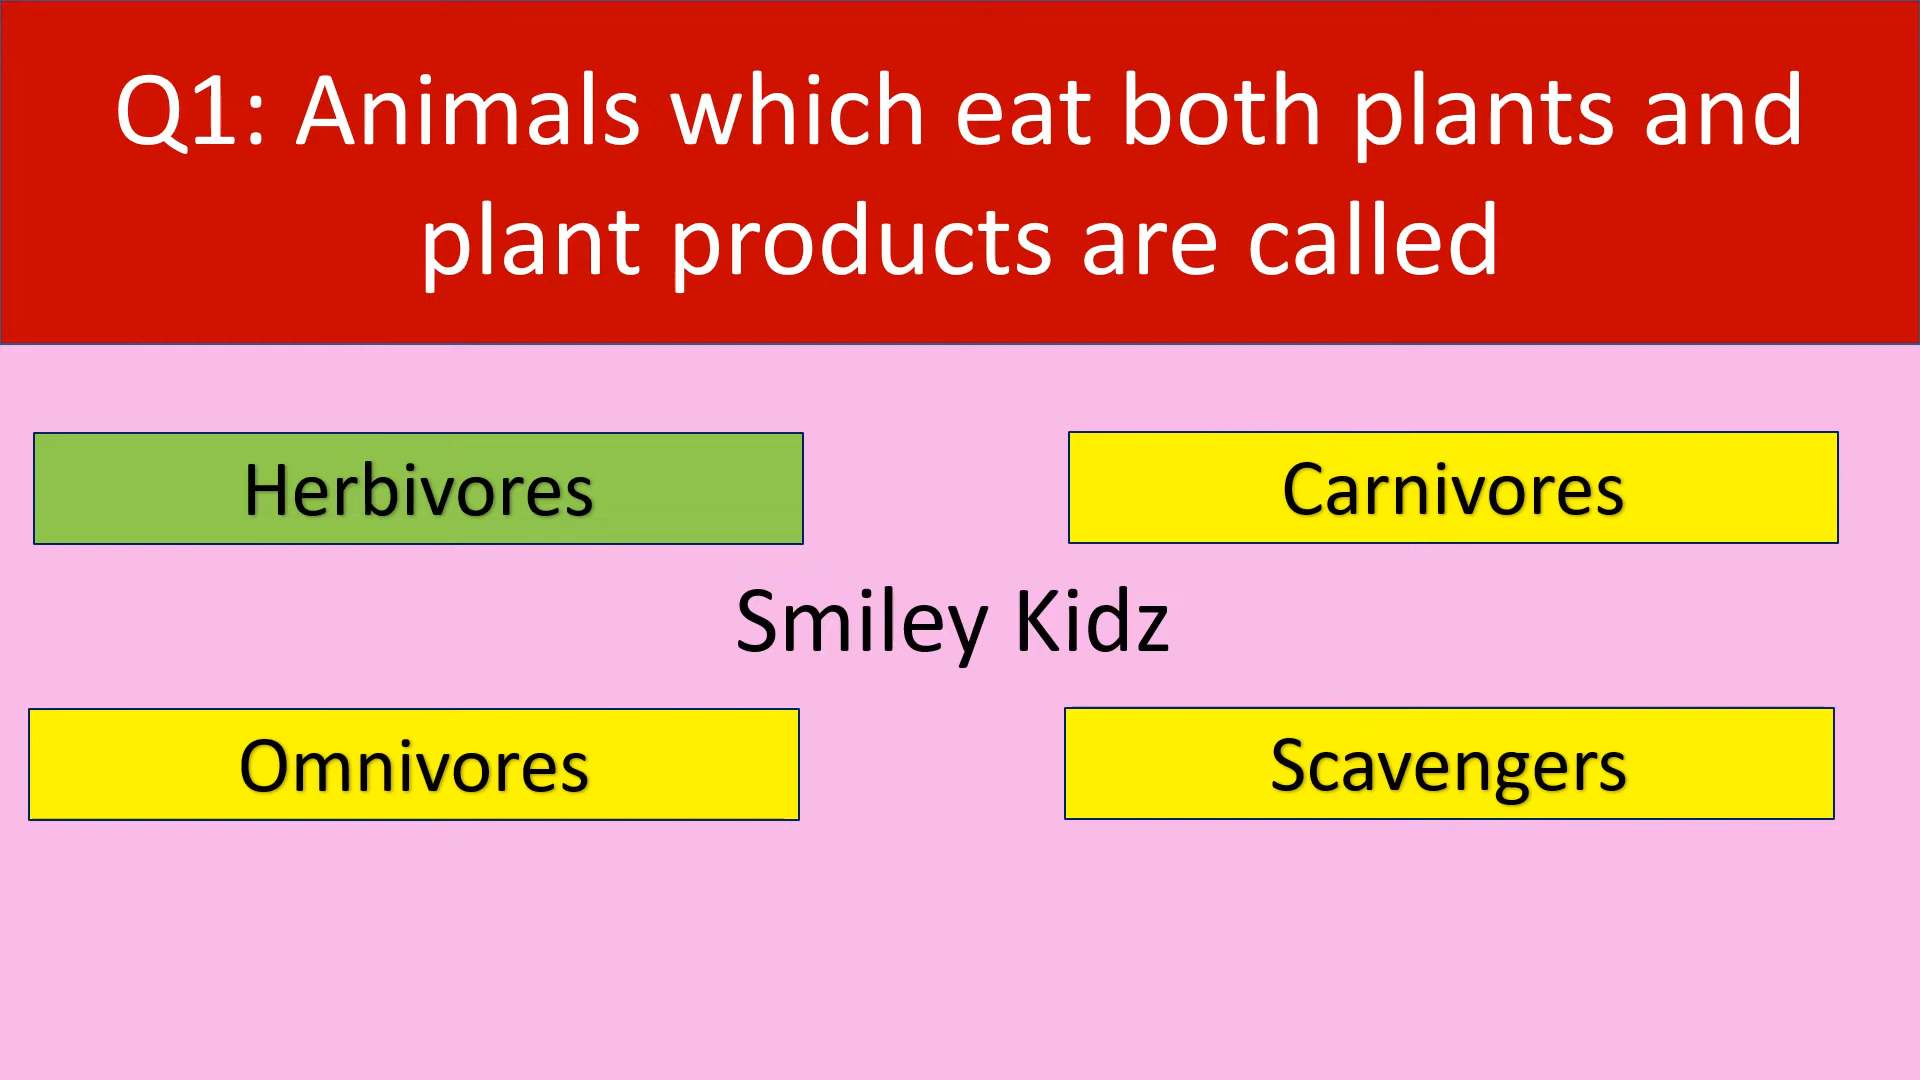 Q1: Animals which eat both plants and
plant products are called
Herbivores
Carnivores
Smiley Kidz
Omnivores
Scavengers